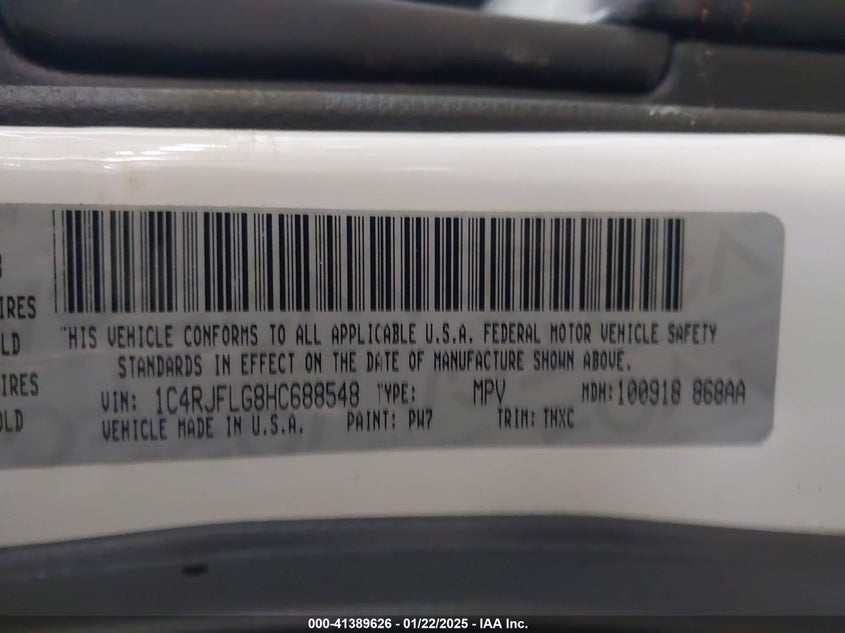 IRES
LD
IRES
OLD
THIS VEHICLE CONFORMS TO ALL APPLICABLE U.S.A. FEDERAL MOTOR VEHICLE SAFETY
STANDARDS IN EFFECT ON THE DATE OF MANUFACTURE SHOWN ABOVE.
VIN: 1C4RJFLG8HC688548 TYPE: MPV MDH:100918 868AA
VEHICLE MADE IN U.S.A. PAINT: PW7 TRIM: TMXC
000-41389626 / 01/22/2025 / IAA Inc.